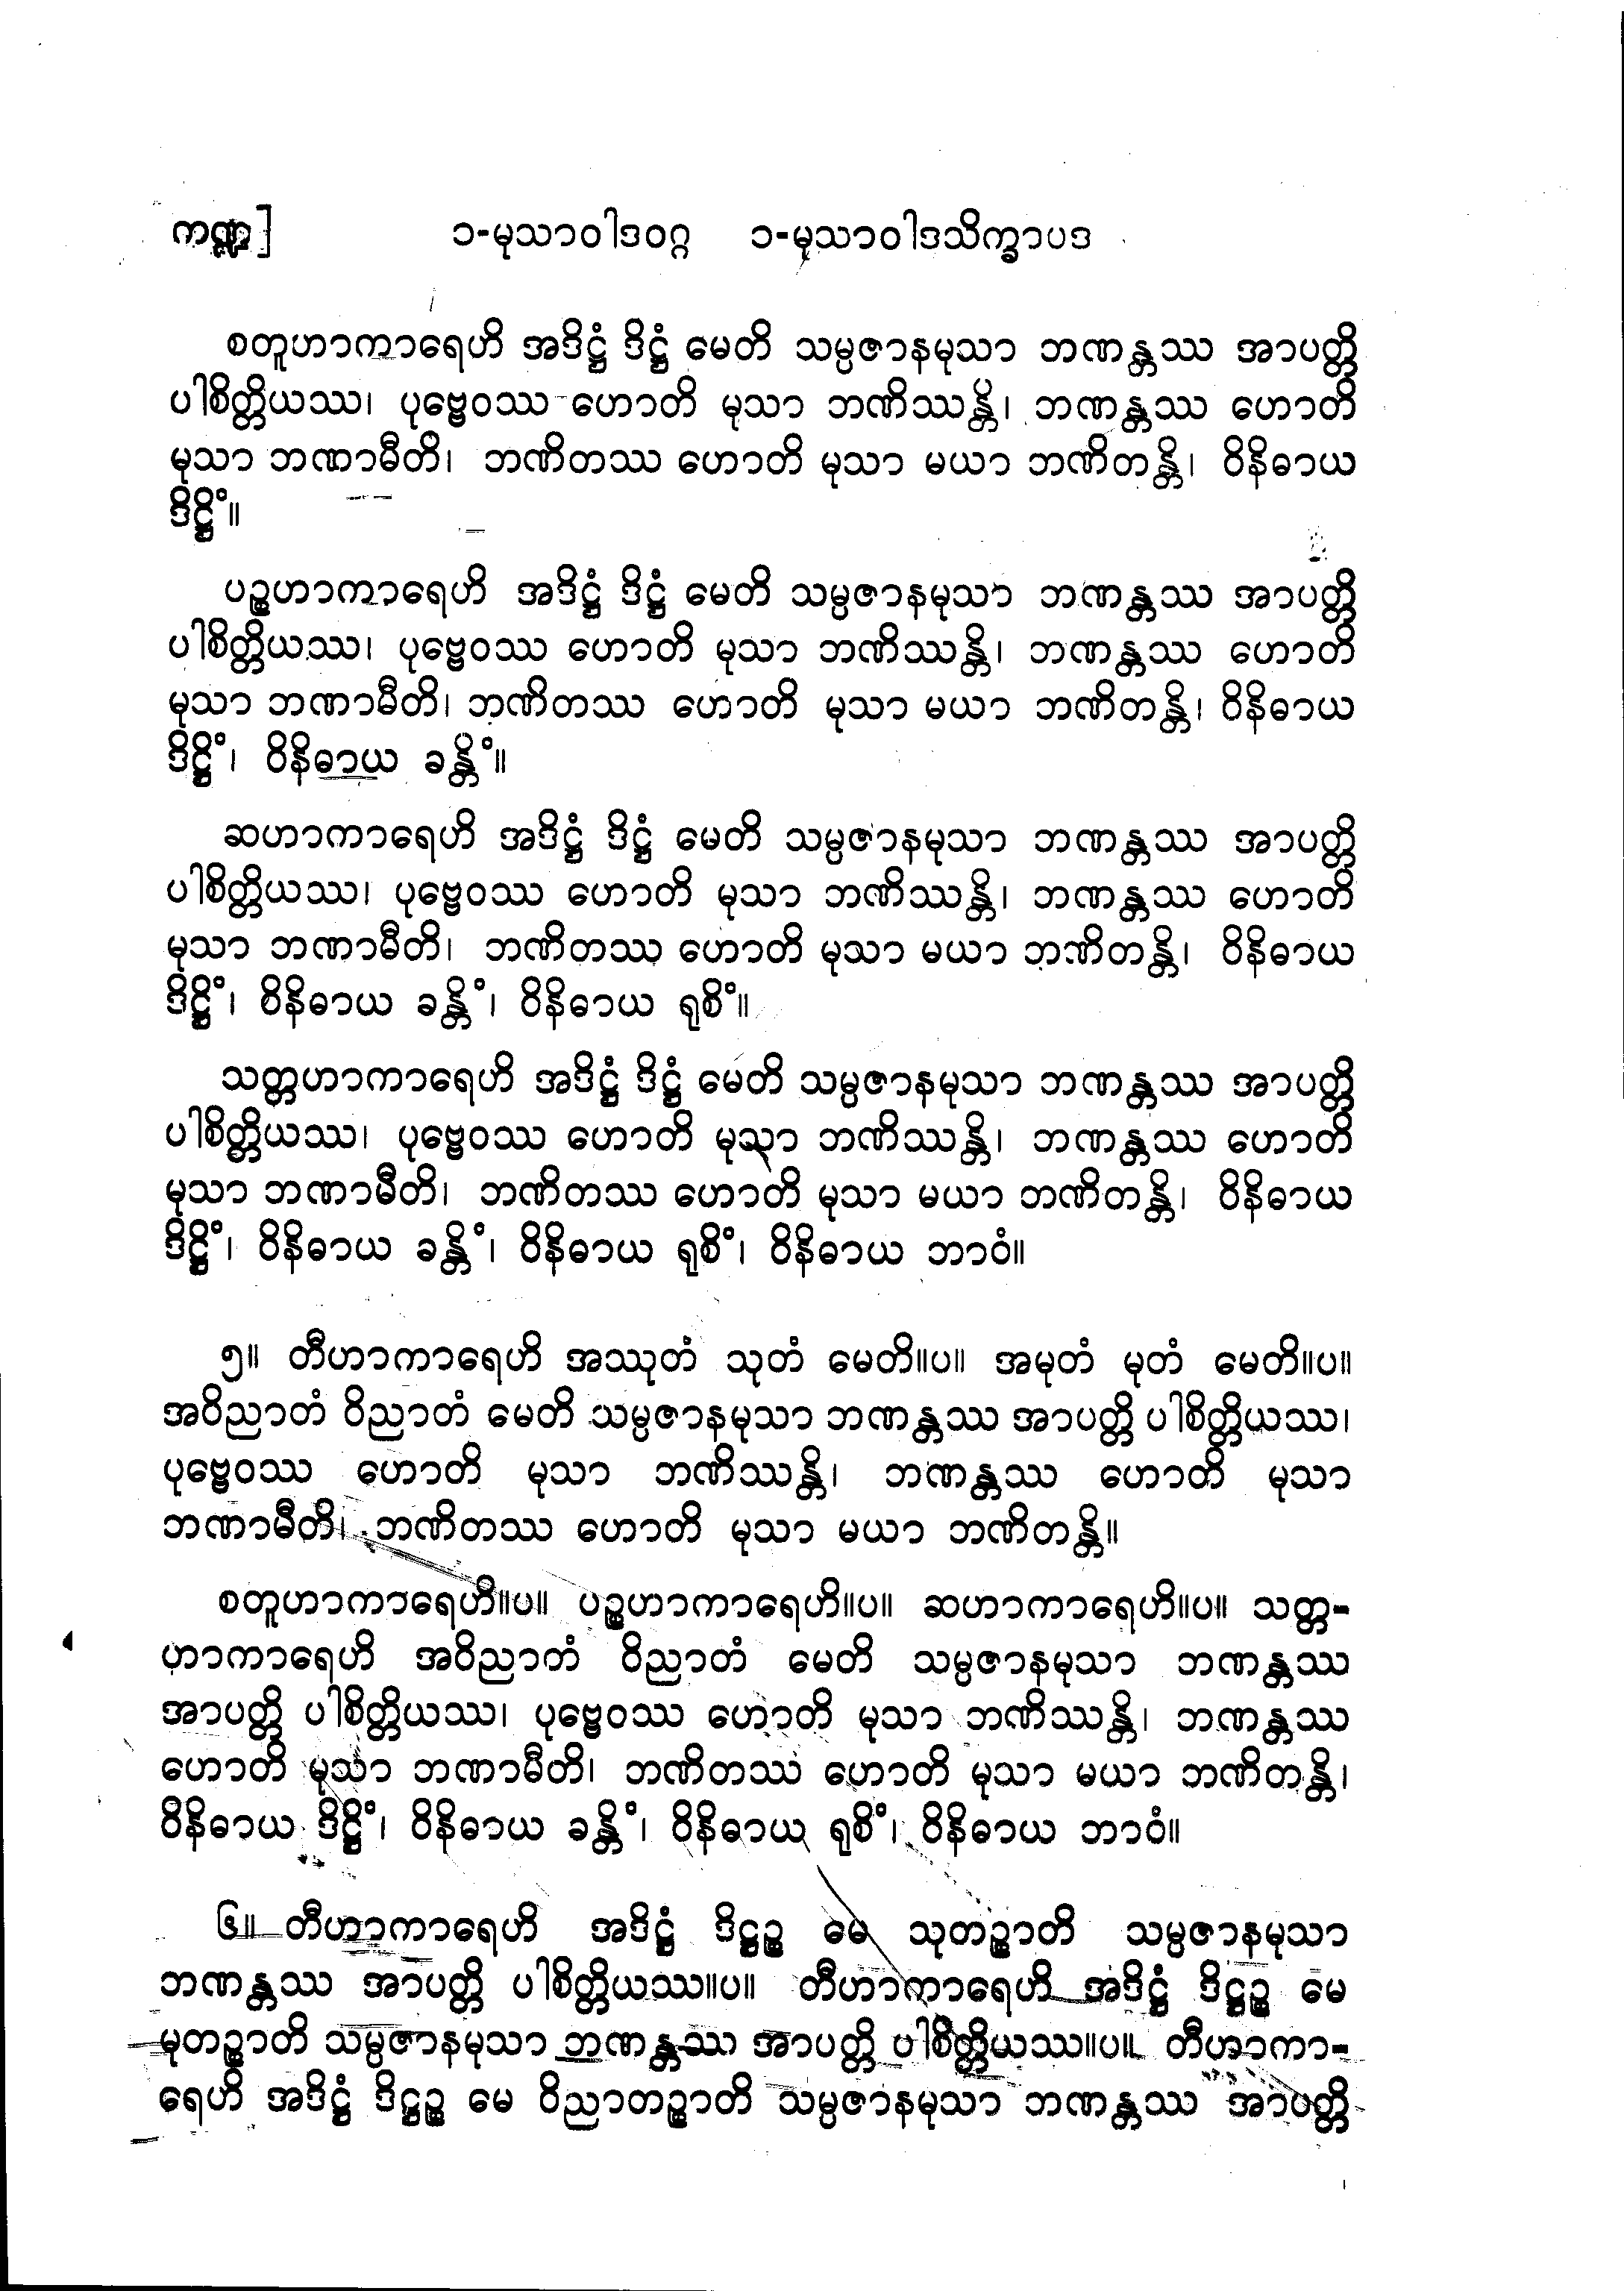 ကဏ္ဍ] ၁-မုသာဝါဒဝဂ္ဂ ၁-မုသာဝါဒသိက္ခာပဒ
စတူဟာကာရေဟိ အဒိဋ္ဌံ ဒိဋ္ဌံ မေတိ သမ္ပဇာနမုသာ ဘဏန္တဿ အာပတ္တိ
ပါစိတ္တိယဿ၊ ပုဗ္ဗေဝဿ ဟောတိ မုသာ ဘဏိဿန္တိ၊ ဘဏန္တဿ ဟောတိ
မုသာ ဘဏာမီတိ၊ ဘဏိတဿ ဟောတိ မုသာ မယာ ဘဏိတန္တိ၊ ဝိနိဓာယ
ဒိဋ္ဌိံ။
ပဉ္စဟာကာရေဟိ အဒိဋ္ဌံ ဒိဋ္ဌံ မေတိ သမ္ပဇာနမုသာ ဘဏန္တဿ အာပတ္တိ
ပါစိတ္တိယဿ၊ ပုဗ္ဗေဝဿ ဟောတိ မုသာ ဘဏိဿန္တိ၊ ဘဏန္တဿ ဟောတိ
မုသာ ဘဏာမီတိ၊ ဘဏိတဿ ဟောတိ မုသာ မယာ ဘဏိတန္တိ၊ ဝိနိဓာယ
ဒိဋ္ဌိံ၊ ဝိနိဓာယ ခန္တိံ။
ဆဟာကာရေဟိ အဒိဋ္ဌံ ဒိဋ္ဌံ မေတိ သမ္ပဇာနမုသာ ဘဏန္တဿ အာပတ္တိ
ပါစိတ္တိယဿ၊ ပုဗ္ဗေဝဿ ဟောတိ မုသာ ဘဏိဿန္တိ၊ ဘဏန္တဿ ဟောတိ
မုသာ ဘဏာမီတိ၊ ဘဏိတဿ ဟောတိ မုသာ မယာ ဘဏိတန္တိ၊ ဝိနိဓာယ
ဒိဋ္ဌိံ၊ ဝိနိဓာယ ခန္တိံ၊ ဝိနိဓာယ ရုစိံ။
သတ္တဟာကာရေဟိ အဒိဋ္ဌံ ဒိဋ္ဌံ မေတိ သမ္ပဇာနမုသာ ဘဏန္တဿ အာပတ္တိ
ပါစိတ္တိယဿ၊ ပုဗ္ဗေဝဿ ဟောတိ မုသာ ဘဏိဿန္တိ၊ ဘဏန္တဿ ဟောတိ
မုသာ ဘဏာမီတိ၊ ဘဏိတဿ ဟောတိ မုသာ မယာ ဘဏိတန္တိ၊ ဝိနိဓာယ
ဒိဋ္ဌိံ၊ ဝိနိဓာယ ခန္တိံ၊ ဝိနိဓာယ ရုစိံ၊ ဝိနိဓာယ ဘာဝံ။
၅။ တီဟာကာရေဟိ အဿုတံ သုတံ မေတိ။ပ။ အမုတံ မုတံ မေတိ။ပ။
အဝိညာတံ ဝိညာတံ မေတိ သမ္ပဇာနမုသာ ဘဏန္တဿ အာပတ္တိ ပါစိတ္တိယဿ၊
ပုဗ္ဗေဝဿ ဟောတိ မုသာ ဘဏိဿန္တိ၊ ဘဏန္တဿ ဟောတိ မုသာ
ဘဏာမီတိ၊ ဘဏိတဿ ဟောတိ မုသာ မယာ ဘဏိတန္တိ။
စတူဟာကာရေဟိ။ပ။ ပဉ္စဟာကာရေဟိ။ပ။ ဆဟာကာရေဟိ။ပ။ သတ္တ-
ဟာကာရေဟိ အဝိညာတံ ဝိညာတံ မေတိ သမ္ပဇာနမုသာ ဘဏန္တဿ
အာပတ္တိ ပါစိတ္တိယဿ၊ ပုဗ္ဗေဝဿ ဟောတိ မုသာ ဘဏိဿန္တိ၊ ဘဏန္တဿ
ဟောတိ မုသာ ဘဏာမီတိ၊ ဘဏိတဿ ဟောတိ မုသာ မယာ ဘဏိတန္တိ၊
ဝိနိဓာယ ဒိဋ္ဌိံ၊ ဝိနိဓာယ ခန္တိံ၊ ဝိနိဓာယ ရုစိံ၊ ဝိနိဓာယ ဘာဝံ။
၆။ တီဟာကာရေဟိ အဒိဋ္ဌံ ဒိဋ္ဌဉ္စ မေ သုတဉ္စာတိ သမ္ပဇာနမုသာ
ဘဏန္တဿ အာပတ္တိ ပါစိတ္တိယဿ။ပ။ တီဟာကာရေဟိ အဒိဋ္ဌံ ဒိဋ္ဌဉ္စ မေ
မုတဉ္စာတိ သမ္ပဇာနမုသာ ဘဏန္တဿ အာပတ္တိ ပါစိတ္တိယဿ။ပ။ တီဟာကာ-
ရေဟိ အဒိဋ္ဌံ ဒိဋ္ဌဉ္စ မေ ဝိညာတဉ္စာတိ သမ္ပဇာနမုသာ ဘဏန္တဿ အာပတ္တိ